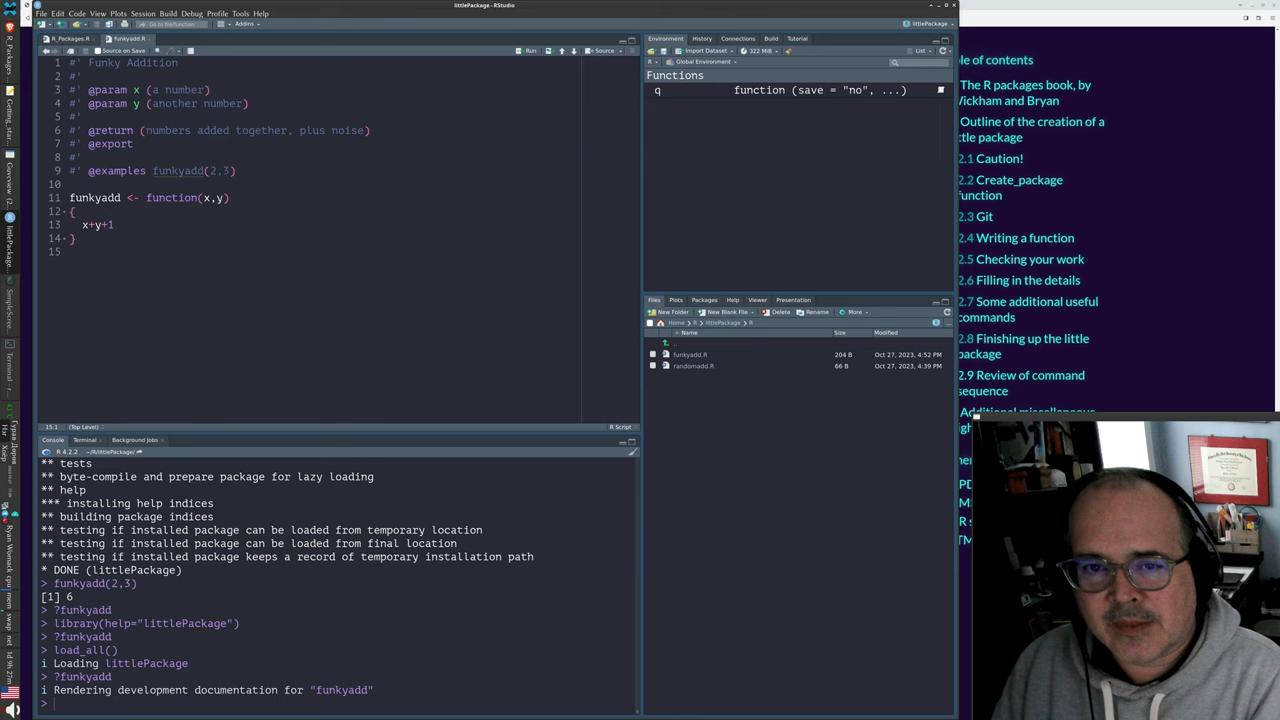 littlePackage - RStudio
File Edit Code View Plots Session Build Debug Profile Tools Help
Go to file/function
Addins
littlePackage
R_Packages.R
funkyadd.R
Source on Save
Run
Source
1 #' Funky Addition
2 #'
3 #' @param x (a number)
4 #' @param y (another number)
5 #'
6 #' @return (numbers added together, plus noise)
7 #' @export
8 #'
9 #' @examples funkyadd(2,3)
10
11 funkyadd <- function(x,y)
12 {
13 x+y+1
14 }
15
15:1 (Top Level) R Script
Console Terminal Background Jobs
R 4.2.2 · ~/R/littlePackage/
** tests
** byte-compile and prepare package for lazy loading
** help
*** installing help indices
** building package indices
** testing if installed package can be loaded from temporary location
** testing if installed package can be loaded from final location
** testing if installed package keeps a record of temporary installation path
* DONE (littlePackage)
> funkyadd(2,3)
[1] 6
> ?funkyadd
> library(help="littlePackage")
> ?funkyadd
> load_all()
i Loading littlePackage
> ?funkyadd
i Rendering development documentation for "funkyadd"
>
Environment History Connections Build Tutorial
Import Dataset 322 MiB List
R Global Environment
Functions
q function (save = "no", ...)
Files Plots Packages Help Viewer Presentation
New Folder New Blank File Delete Rename More
Home R littlePackage R
Name Size Modified
..
funkyadd.R 204 B Oct 27, 2023, 4:52 PM
randomadd.R 66 B Oct 27, 2023, 4:39 PM
le of contents
The R packages book, by
Wickham and Bryan
Outline of the creation of a
ttle package
2.1 Caution!
2.2 Create_package
function
2.3 Git
2.4 Writing a function
2.5 Checking your work
2.6 Filling in the details
2.7 Some additional useful
commands
2.8 Finishing up the little
package
2.9 Review of command
sequence
Additional miscellaneous